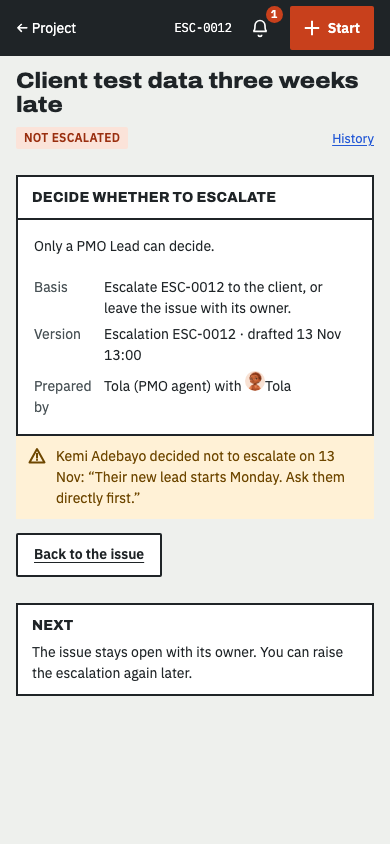 ← Project
ESC-0012
1
+ Start
Client test data three weeks
late
NOT ESCALATED
History
DECIDE WHETHER TO ESCALATE
Only a PMO Lead can decide.
Basis
Escalate ESC-0012 to the client, or
leave the issue with its owner.
Version
Escalation ESC-0012 · drafted 13 Nov
13:00
Prepared
by
Tola (PMO agent) with Tola
Kemi Adebayo decided not to escalate on 13
Nov: “Their new lead starts Monday. Ask them
directly first.”
Back to the issue
NEXT
The issue stays open with its owner. You can raise
the escalation again later.